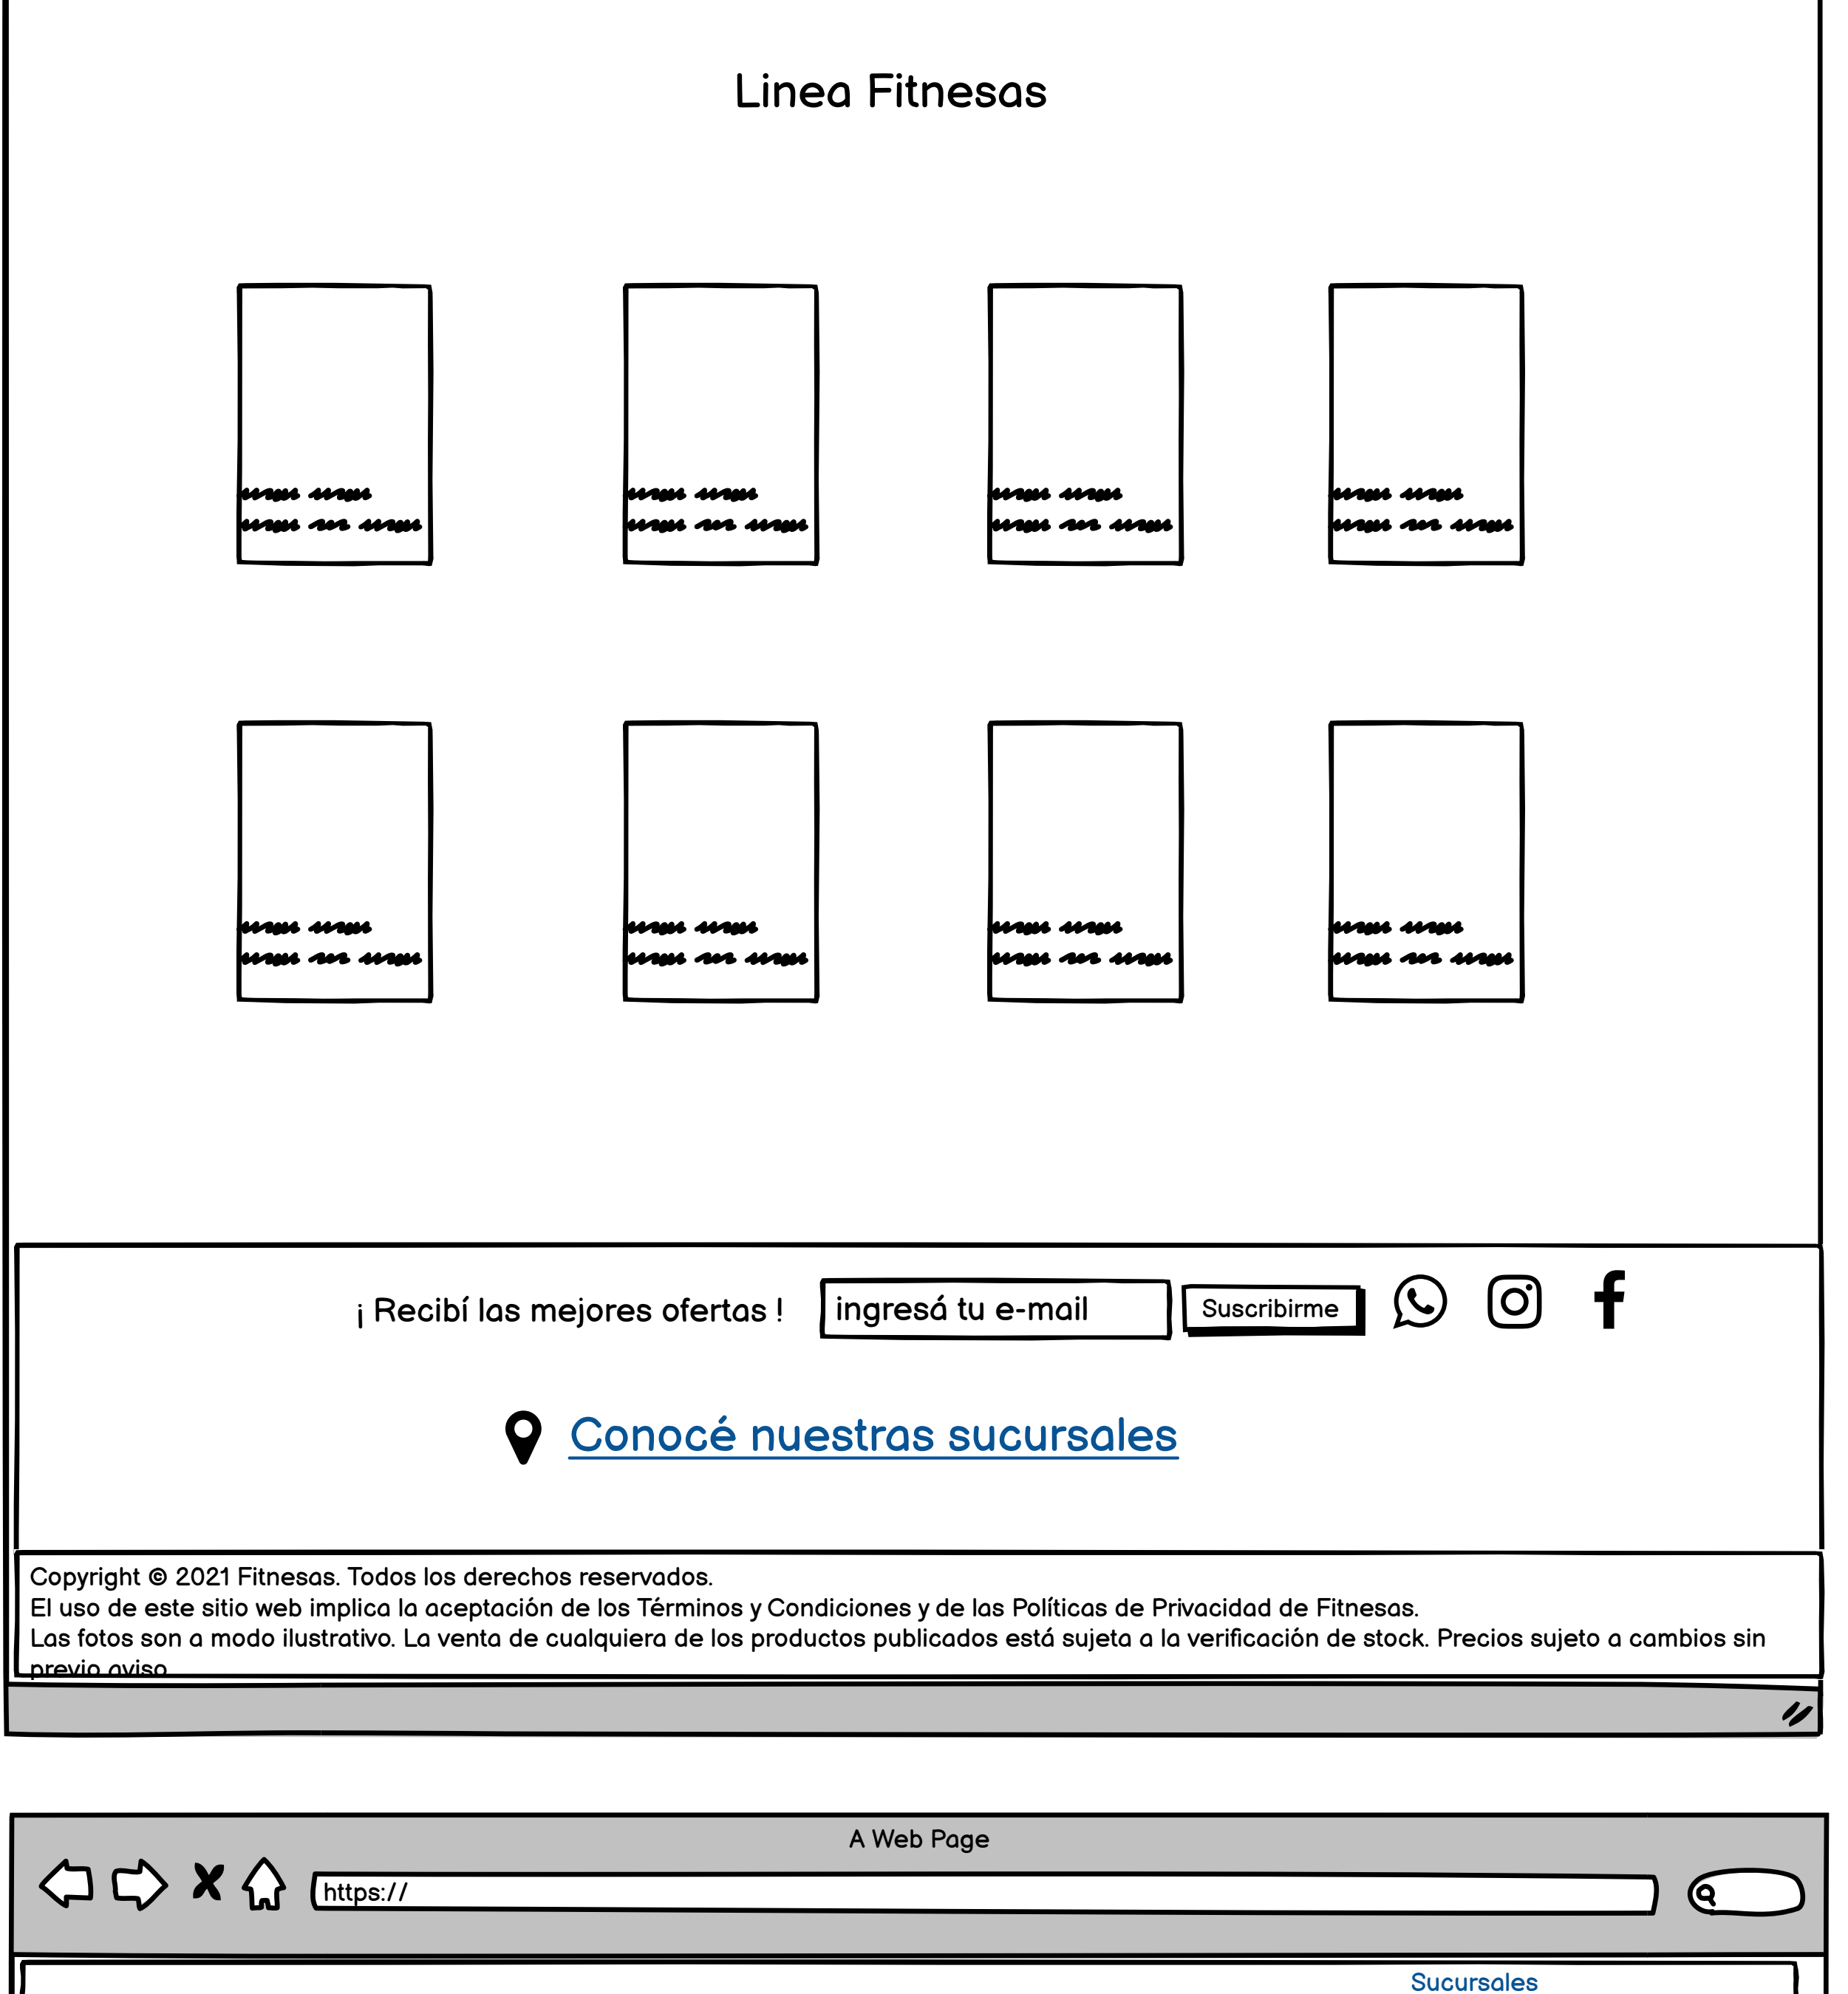 Linea Fitnesas
¡ Recibí las mejores ofertas !
ingresá tu e-mail
Suscribirme
Conocé nuestras sucursales
Copyright © 2021 Fitnesas. Todos los derechos reservados.
El uso de este sitio web implica la aceptación de los Términos y Condiciones y de las Políticas de Privacidad de Fitnesas.
Las fotos son a modo ilustrativo. La venta de cualquiera de los productos publicados está sujeta a la verificación de stock. Precios sujeto a cambios sin
previo aviso
A Web Page
https://
Sucursales